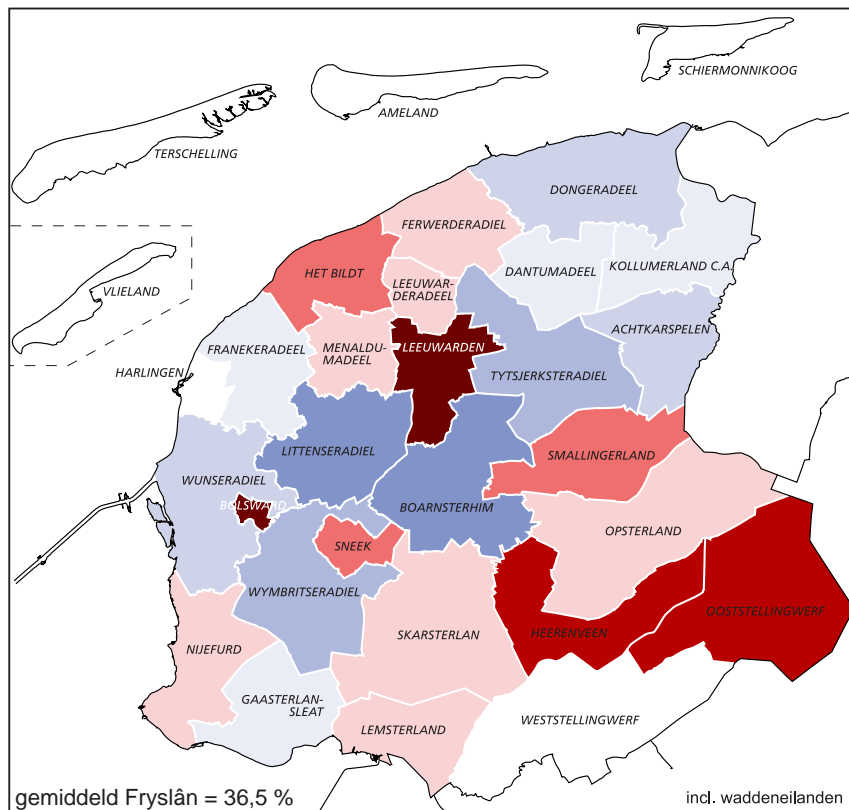 SCHIERMONNIKOOG
AMELAND
TERSCHELLING
DONGERADEEL
FERWERDERADIEL
HET BILDT
LEEUWAR-
DERADEEL
DANTUMADEEL
KOLLUMERLAND C.A.
VLIELAND
ACHTKARSPELEN
FRANEKERADEEL
MENALDU-
MADEEL
LEEUWARDEN
HARLINGEN
TYTSJERKSTERADIEL
LITTENSERADIEL
SMALLINGERLAND
WUNSERADIEL
BOLSWARD
BOARNSTERHIM
OPSTERLAND
SNEEK
WYMBRITSERADIEL
OOSTSTELLINGWERF
HEERENVEEN
SKARSTERLAN
NIJEFURD
GAASTERLAN-
SLEAT
WESTSTELLINGWERF
LEMSTERLAND
gemiddeld Fryslân = 36,5 %
incl. waddeneilanden